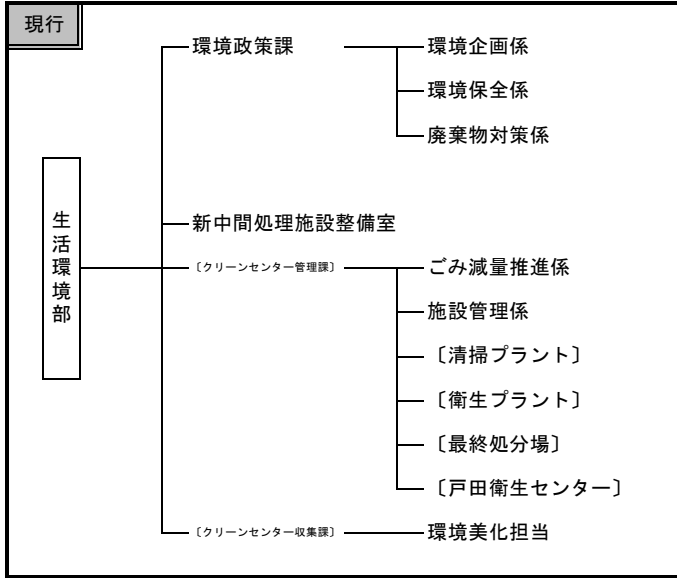 現行
環境政策課
環境企画係
環境保全係
廃棄物対策係
生活環境部
新中間処理施設整備室
〔クリーンセンター管理課〕
ごみ減量推進係
施設管理係
〔清掃プラント〕
〔衛生プラント〕
〔最終処分場〕
〔戸田衛生センター〕
〔クリーンセンター収集課〕
環境美化担当